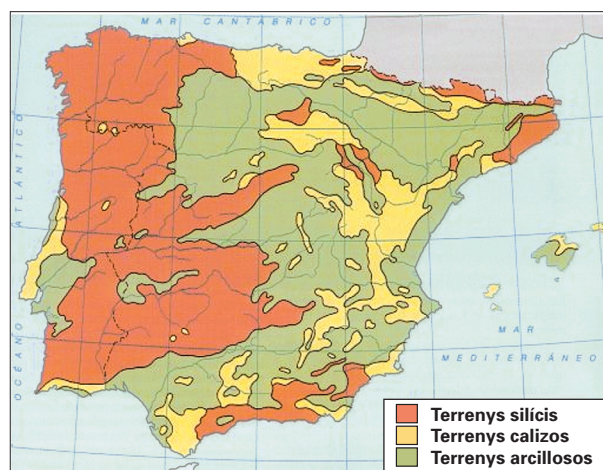 MAR CANTÁBRICO
OCÉANO ATLÁNTICO
MAR
MEDITERRÁNEO
Terrenys silícis
Terrenys calizos
Terrenys arcillosos